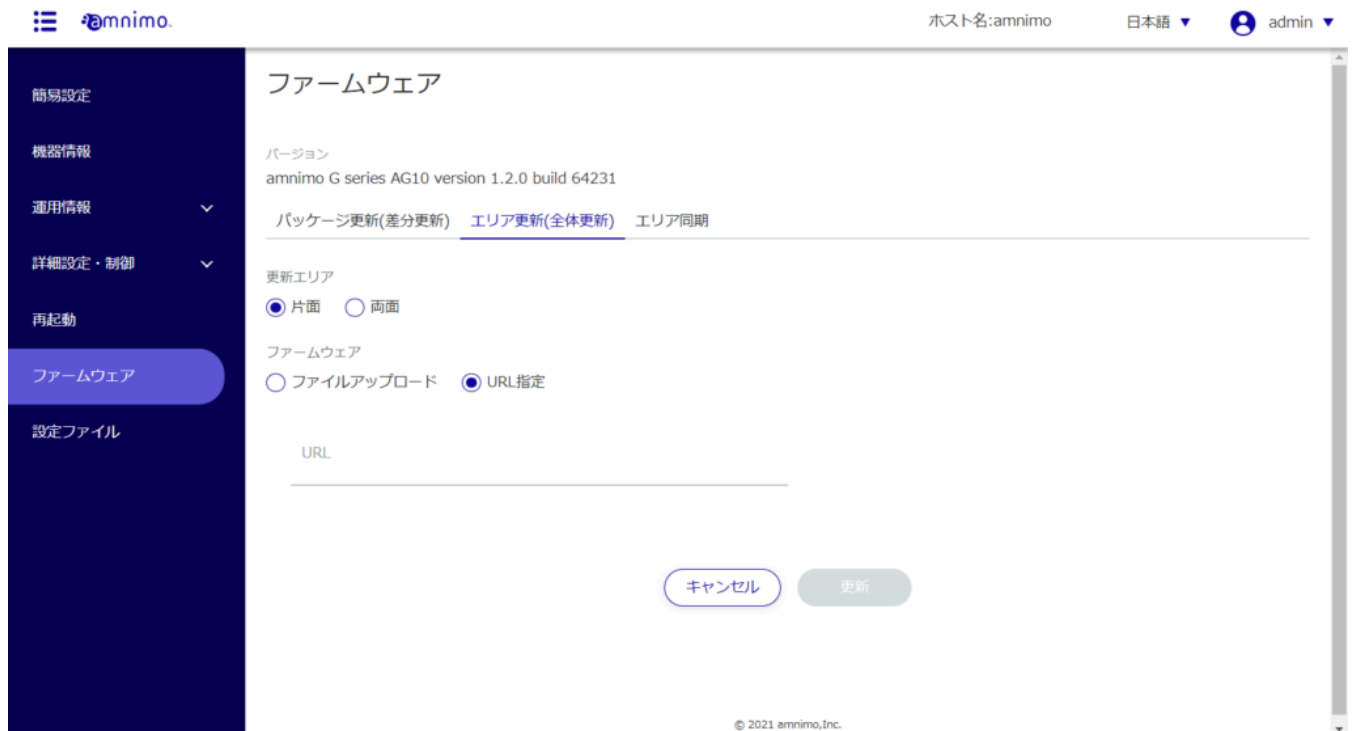 amnimo.
ホスト名:amnimo
日本語 ▼
admin ▼
簡易設定
機器情報
運用情報
詳細設定・制御
再起動
ファームウェア
設定ファイル
ファームウェア
バージョン
amnimo G series AG10 version 1.2.0 build 64231
パッケージ更新(差分更新) エリア更新(全体更新) エリア同期
更新エリア
片面 両面
ファームウェア
ファイルアップロード URL指定
URL
キャンセル 更新
© 2021 amnimo,Inc.